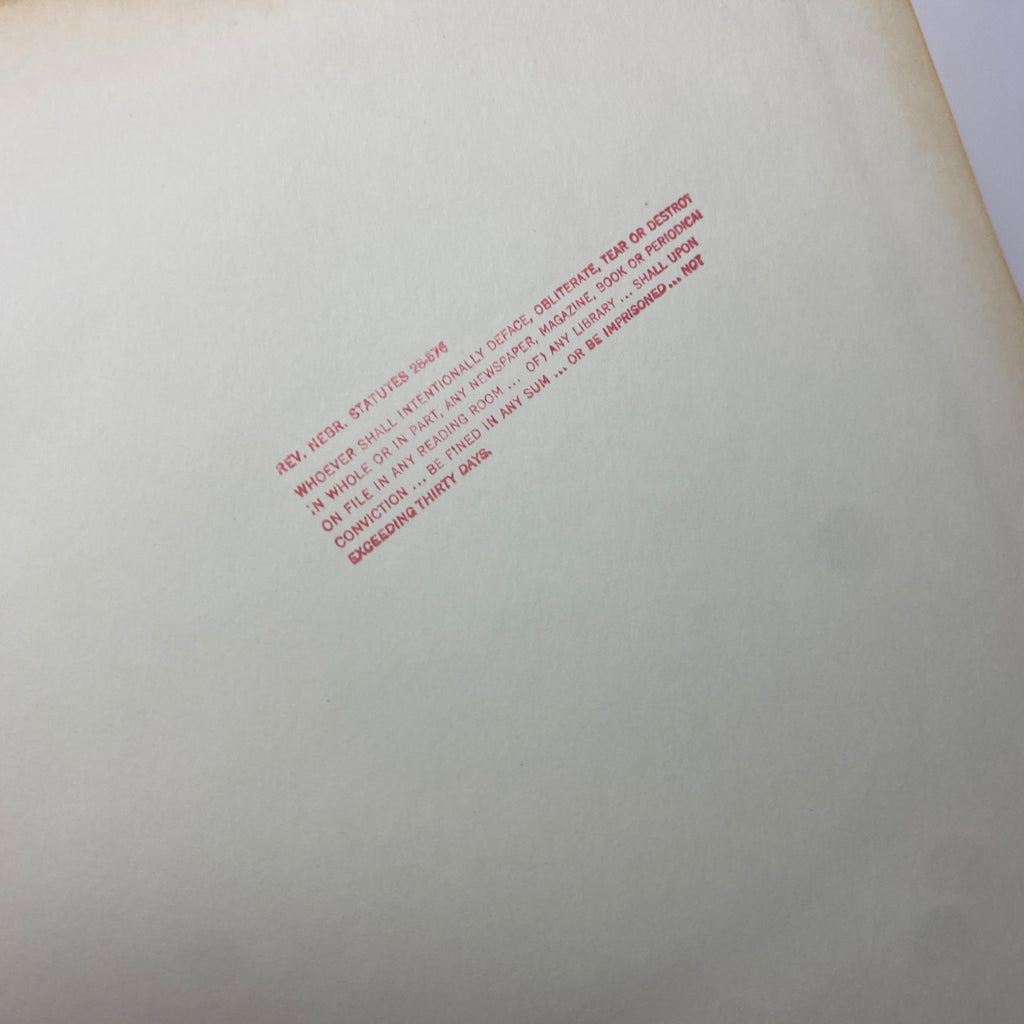 REV. NEBR. STATUTES 28-576
WHOEVER SHALL INTENTIONALLY DEFACE, OBLITERATE, TEAR OR DESTROY
IN WHOLE OR IN PART, ANY NEWSPAPER, MAGAZINE, BOOK OR PERIODICAL
ON FILE IN ANY READING ROOM ... OF) ANY LIBRARY ... SHALL UPON
CONVICTION ... BE FINED IN ANY SUM ... OR BE IMPRISONED ... NOT
EXCEEDING THIRTY DAYS.